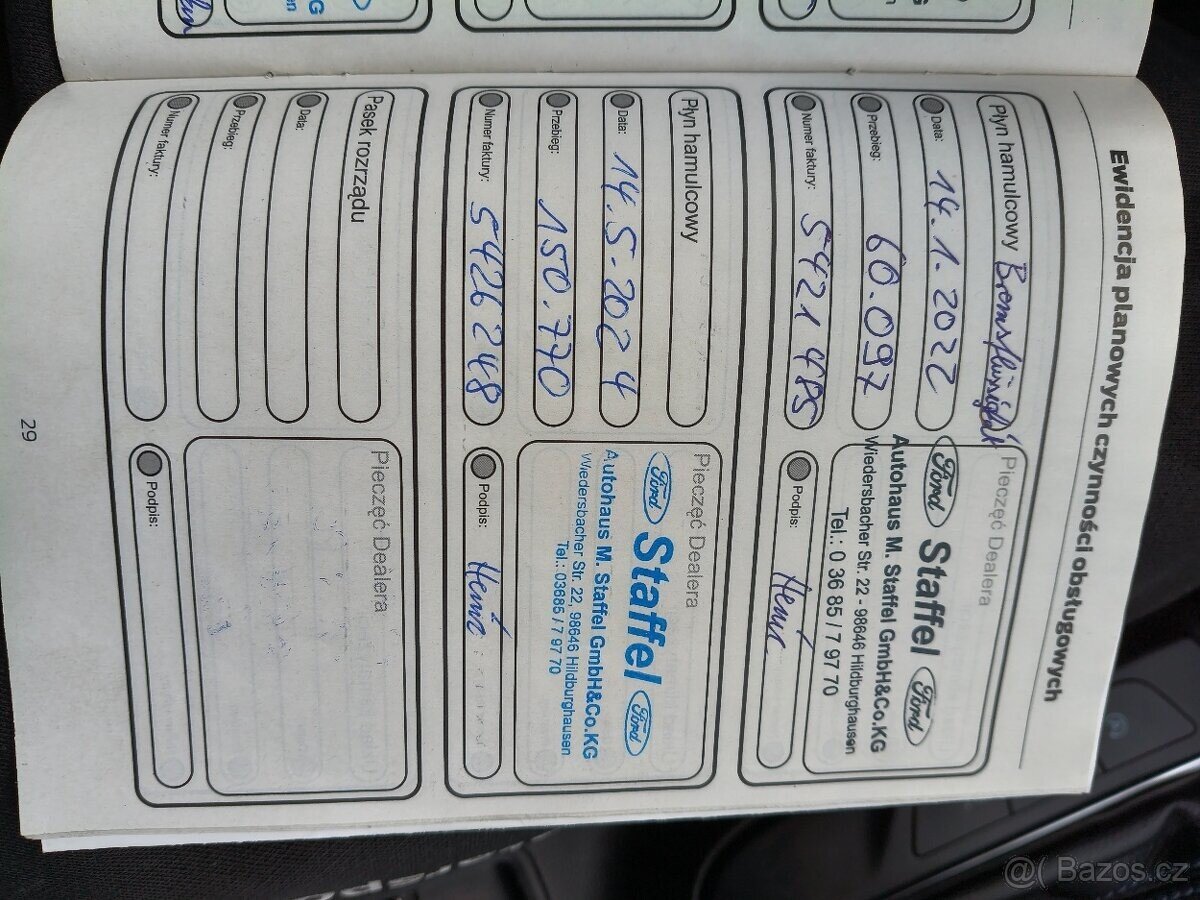 Ewidencja planowych czynności obsługowych
Płyn hamulcowy Bremsflüssigkeit
Data: 14.1.2022
Przebieg: 60.097
Numer faktury: 5421485
Pieczęć Dealera
Ford Staffel Ford
Autohaus M. Staffel GmbH&Co.KG
Wiedersbacher Str. 22 - 98646 Hildburghausen
Tel.: 0 36 85 / 7 97 70
Podpis:
Płyn hamulcowy
Data: 14.5.2024
Przebieg: 150.770
Numer faktury: 5426248
Pieczęć Dealera
Ford Staffel Ford
Autohaus M. Staffel GmbH&Co.KG
Wiedersbacher Str. 22, 98646 Hildburghausen
Tel.: 03685 / 7 97 70
Podpis:
Pasek rozrządu
Data:
Przebieg:
Numer faktury:
Pieczęć Dealera
Podpis:
29
Bazos.cz